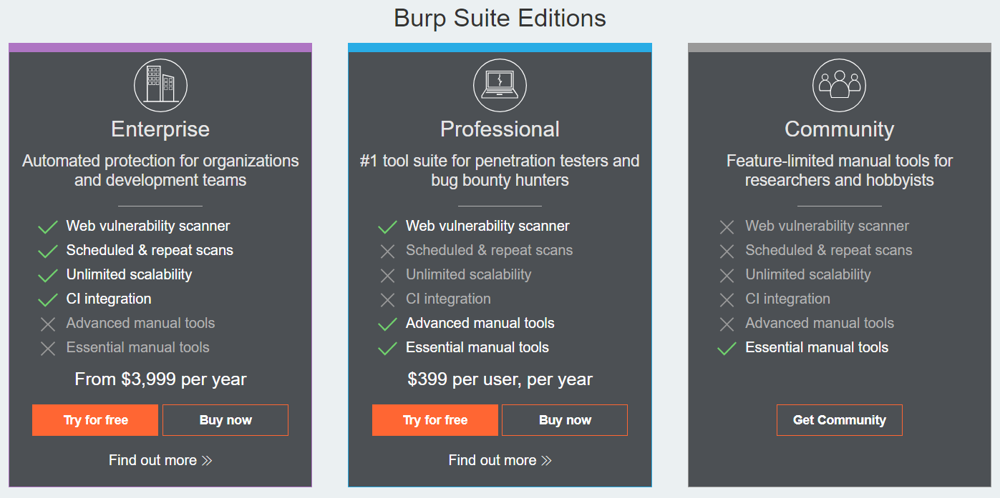 Burp Suite Editions
Enterprise
Automated protection for organizations
and development teams
Web vulnerability scanner
Scheduled & repeat scans
Unlimited scalability
CI integration
Advanced manual tools
Essential manual tools
From $3,999 per year
Try for free
Buy now
Find out more
Professional
#1 tool suite for penetration testers and
bug bounty hunters
Web vulnerability scanner
Scheduled & repeat scans
Unlimited scalability
CI integration
Advanced manual tools
Essential manual tools
$399 per user, per year
Try for free
Buy now
Find out more
Community
Feature-limited manual tools for
researchers and hobbyists
Web vulnerability scanner
Scheduled & repeat scans
Unlimited scalability
CI integration
Advanced manual tools
Essential manual tools
Get Community